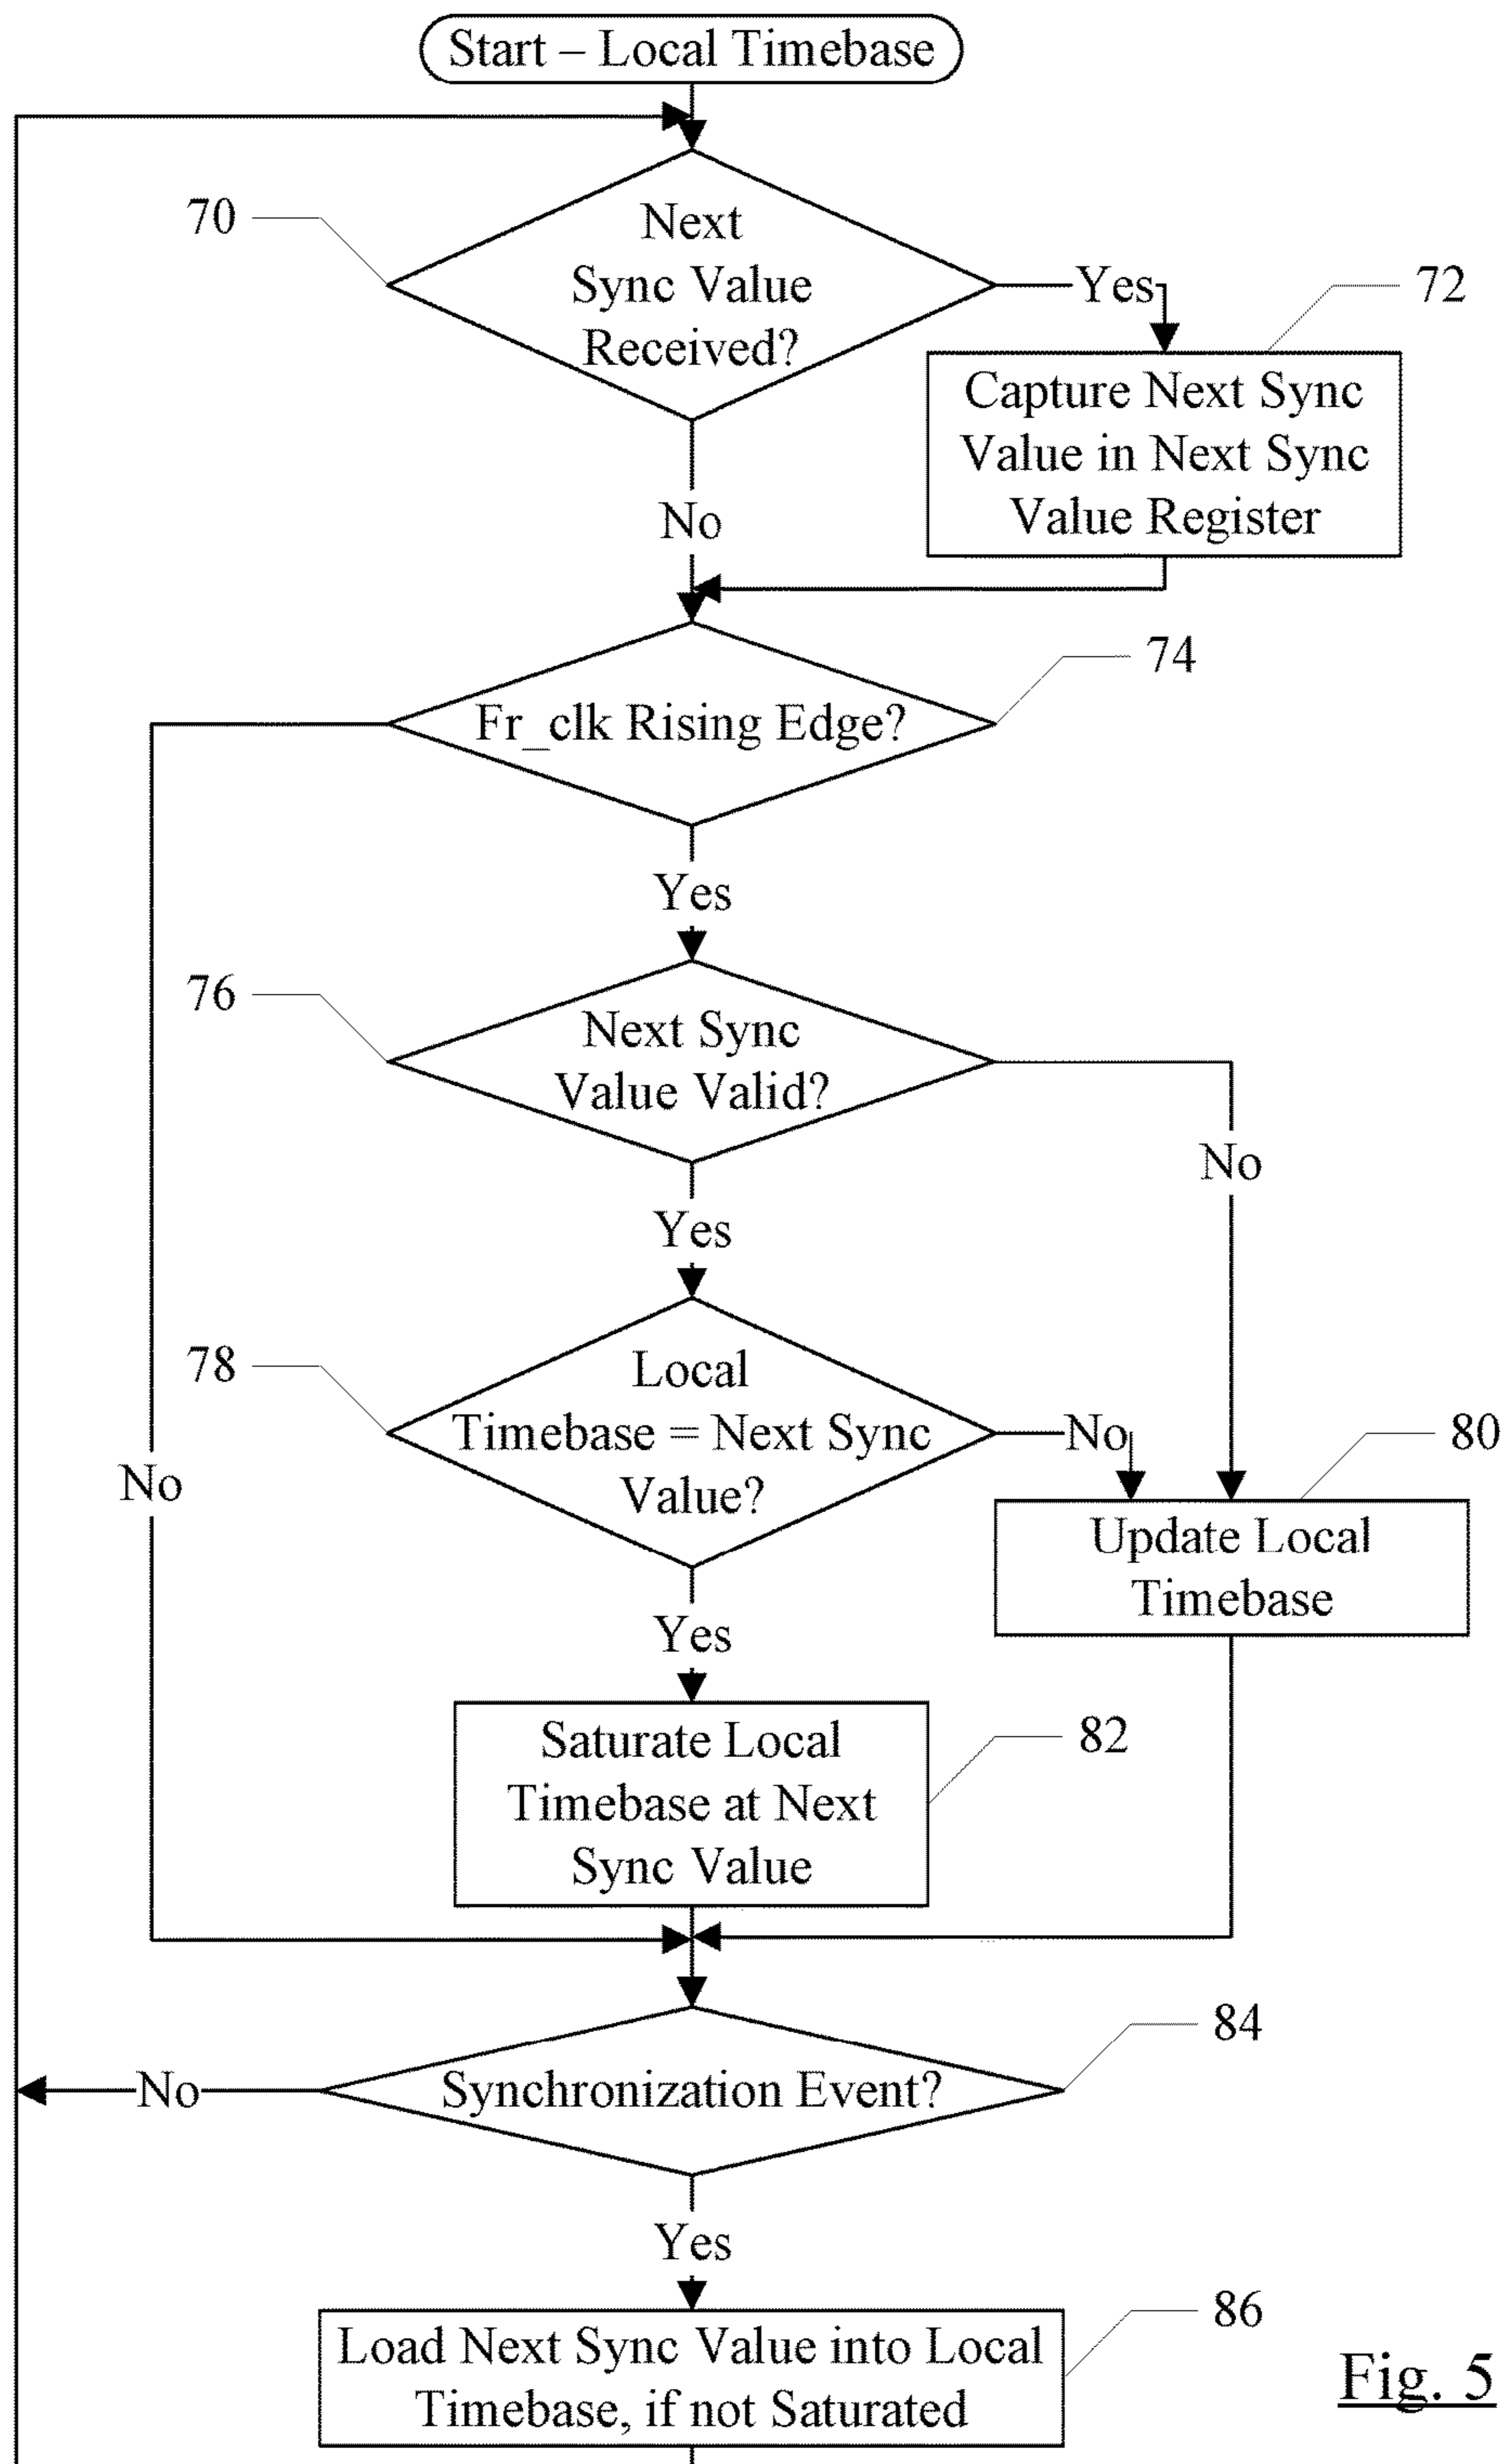 Start – Local Timebase
70
Next
Sync Value
Received?
Yes
72
Capture Next Sync
Value in Next Sync
Value Register
No
74
Fr_clk Rising Edge?
Yes
76
Next Sync
Value Valid?
No
Yes
78
Local
Timebase = Next Sync
Value?
No
80
No
Update Local
Timebase
Yes
Saturate Local
Timebase at Next
Sync Value
82
84
Synchronization Event?
No
Yes
86
Load Next Sync Value into Local
Timebase, if not Saturated
Fig. 5